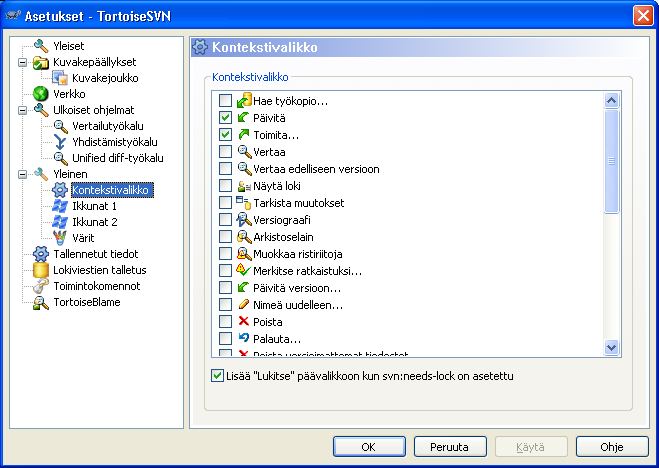 Asetukset - TortoiseSVN
Yleiset
Kuvakepäällykset
Kuvakejoukko
Verkko
Ulkoiset ohjelmat
Vertailutyökalu
Yhdistämistyökalu
Unified diff-työkalu
Yleinen
Kontekstivalikko
Ikkunat 1
Ikkunat 2
Värit
Tallennetut tiedot
Lokiviestien talletus
Toimintokomennot
TortoiseBlame
Kontekstivalikko
Kontekstivalikko
Hae työkopio...
Päivitä
Toimita...
Vertaa
Vertaa edelliseen versioon
Näytä loki
Tarkista muutokset
Versiograafi
Arkistoselain
Muokkaa ristiriitoja
Merkitse ratkaistuksi...
Päivitä versioon...
Nimeä uudelleen...
Poista
Palauta...
Poista versioimattomat tiedostot
Lisää "Lukitse" päävalikkoon kun svn:needs-lock on asetettu
OK
Peruuta
Käytä
Ohje